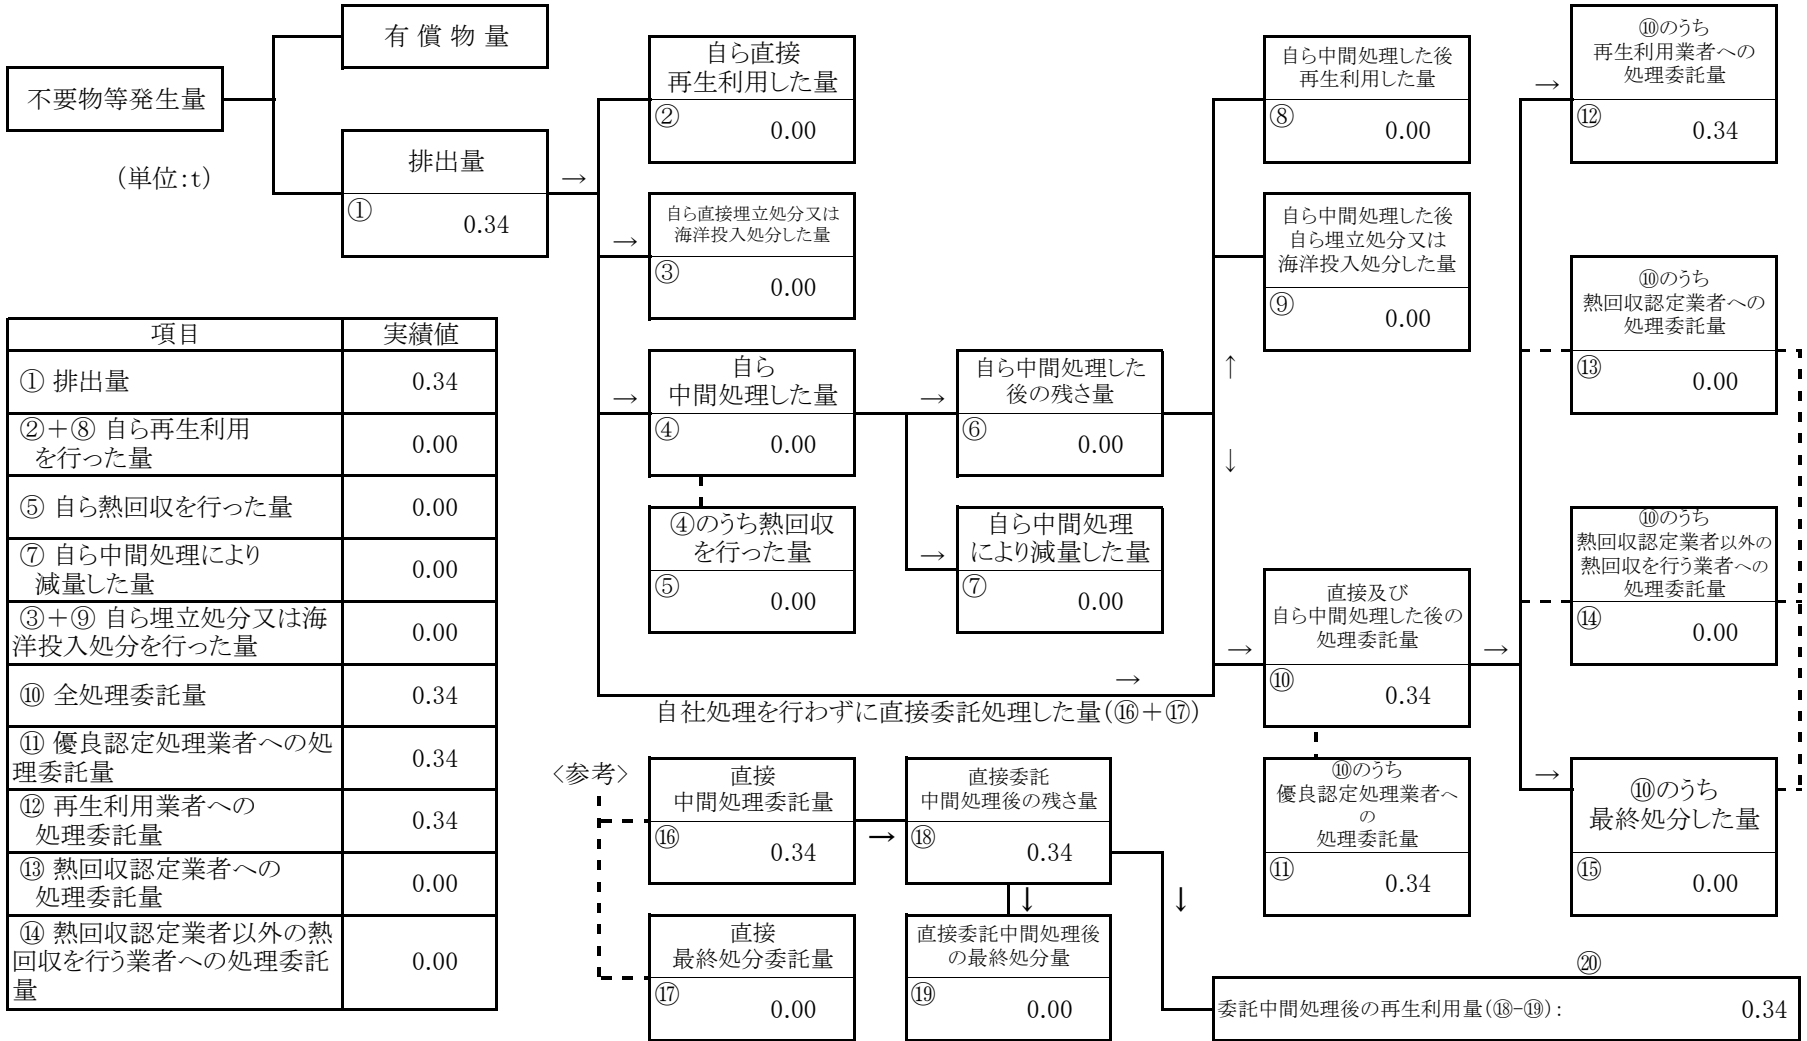 有償物量
不要物等発生量
(単位:t)
排出量
①
0.34
→
自ら直接
再生利用した量
②
0.00
→
自ら直接埋立処分又は
海洋投入処分した量
③
0.00
→
自ら
中間処理した量
④
0.00
④のうち熱回収
を行った量
⑤
0.00
→
自ら中間処理した
後の残さ量
⑥
0.00
→
自ら中間処理
により減量した量
⑦
0.00
→
自社処理を行わずに直接委託処理した量(⑯+⑰)
自ら中間処理した後
再生利用した量
⑧
0.00
自ら中間処理した後
自ら埋立処分又は
海洋投入処分した量
⑨
0.00
↑
↓
→
直接及び
自ら中間処理した後の
処理委託量
⑩
0.34
⑩のうち
優良認定処理業者へ
の
処理委託量
⑪
0.34
→
→
⑩のうち
再生利用業者への
処理委託量
⑫
0.34
⑩のうち
熱回収認定業者への
処理委託量
⑬
0.00
⑩のうち
熱回収認定業者以外の
熱回収を行う業者への
処理委託量
⑭
0.00
→
⑩のうち
最終処分した量
⑮
0.00
項目 実績値
① 排出量 0.34
②+⑧ 自ら再生利用
を行った量
0.00
⑤ 自ら熱回収を行った量 0.00
⑦ 自ら中間処理により
減量した量
0.00
③+⑨ 自ら埋立処分又は海
洋投入処分を行った量
0.00
⑩ 全処理委託量 0.34
⑪ 優良認定処理業者への処
理委託量
0.34
⑫ 再生利用業者への
処理委託量
0.34
⑬ 熱回収認定業者への
処理委託量
0.00
⑭ 熱回収認定業者以外の熱
回収を行う業者への処理委託
量
0.00
<参考>
直接
中間処理委託量
⑯
0.34
→
直接委託
中間処理後の残さ量
⑱
0.34
↓
↓
直接
最終処分委託量
⑰
0.00
直接委託中間処理後
の最終処分量
⑲
0.00
⑳
委託中間処理後の再生利用量(⑱-⑲): 0.34